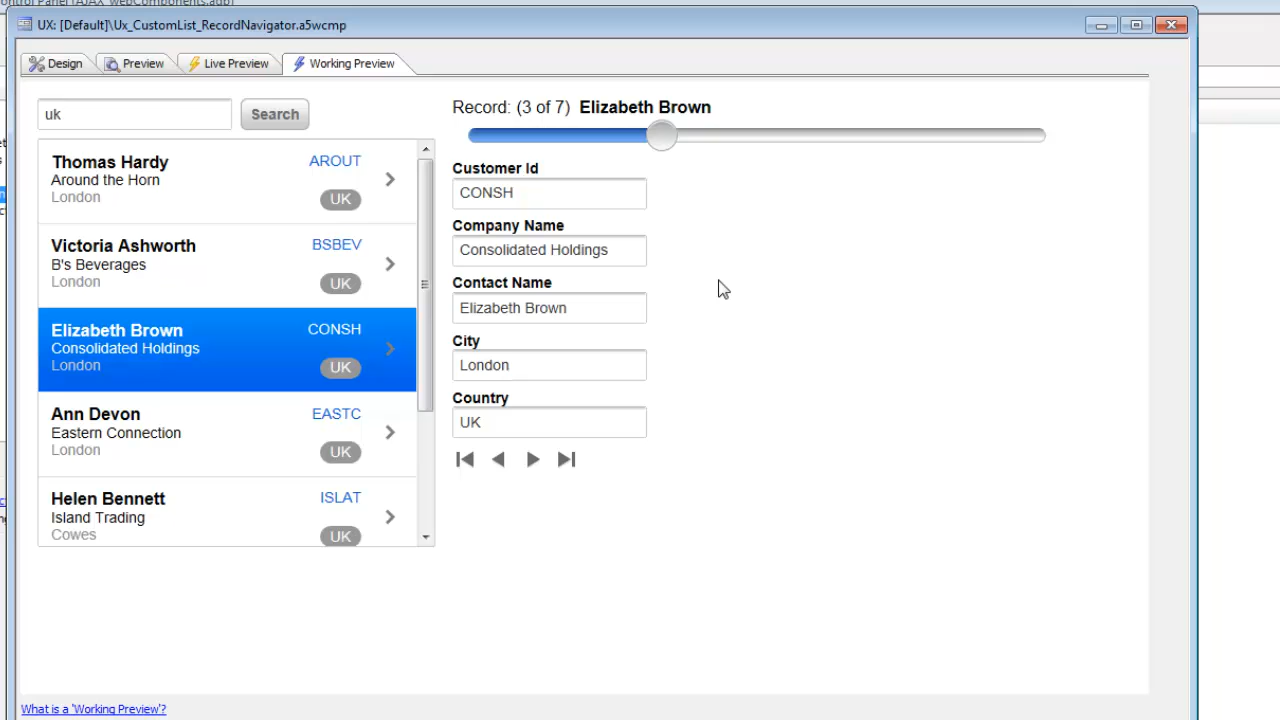 UX: [Default]\Ux_CustomList_RecordNavigator.a5wcmp
Design
Preview
Live Preview
Working Preview
uk
Search
Thomas Hardy
AROUT
Around the Horn
London
UK
Victoria Ashworth
BSBEV
B's Beverages
London
UK
Elizabeth Brown
CONSH
Consolidated Holdings
London
UK
Ann Devon
EASTC
Eastern Connection
London
UK
Helen Bennett
ISLAT
Island Trading
Cowes
UK
Record: (3 of 7) Elizabeth Brown
Customer Id
CONSH
Company Name
Consolidated Holdings
Contact Name
Elizabeth Brown
City
London
Country
UK
What is a 'Working Preview'?